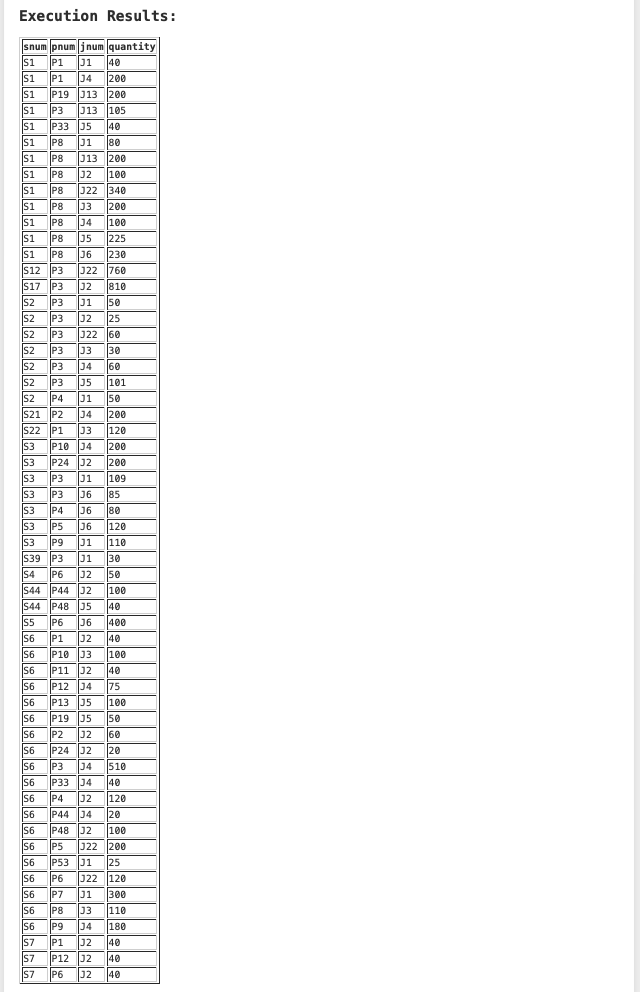 Execution Results:
snum pnum jnum quantity
S1 P1 J1 40
S1 P1 J4 200
S1 P19 J13 200
S1 P3 J13 105
S1 P33 J5 40
S1 P8 J1 80
S1 P8 J13 200
S1 P8 J2 100
S1 P8 J22 340
S1 P8 J3 200
S1 P8 J4 100
S1 P8 J5 225
S1 P8 J6 230
S12 P3 J22 760
S17 P3 J2 810
S2 P3 J1 50
S2 P3 J2 25
S2 P3 J22 60
S2 P3 J3 30
S2 P3 J4 60
S2 P3 J5 101
S2 P4 J1 50
S21 P2 J4 200
S22 P1 J3 120
S3 P10 J4 200
S3 P24 J2 200
S3 P3 J1 109
S3 P3 J6 85
S3 P4 J6 80
S3 P5 J6 120
S3 P9 J1 110
S39 P3 J1 30
S4 P6 J2 50
S44 P44 J2 100
S44 P48 J5 40
S5 P6 J6 400
S6 P1 J2 40
S6 P10 J3 100
S6 P11 J2 40
S6 P12 J4 75
S6 P13 J5 100
S6 P19 J5 50
S6 P2 J2 60
S6 P24 J2 20
S6 P3 J4 510
S6 P33 J4 40
S6 P4 J2 120
S6 P44 J4 20
S6 P48 J2 100
S6 P5 J22 200
S6 P53 J1 25
S6 P6 J22 120
S6 P7 J1 300
S6 P8 J3 110
S6 P9 J4 180
S7 P1 J2 40
S7 P12 J2 40
S7 P6 J2 40